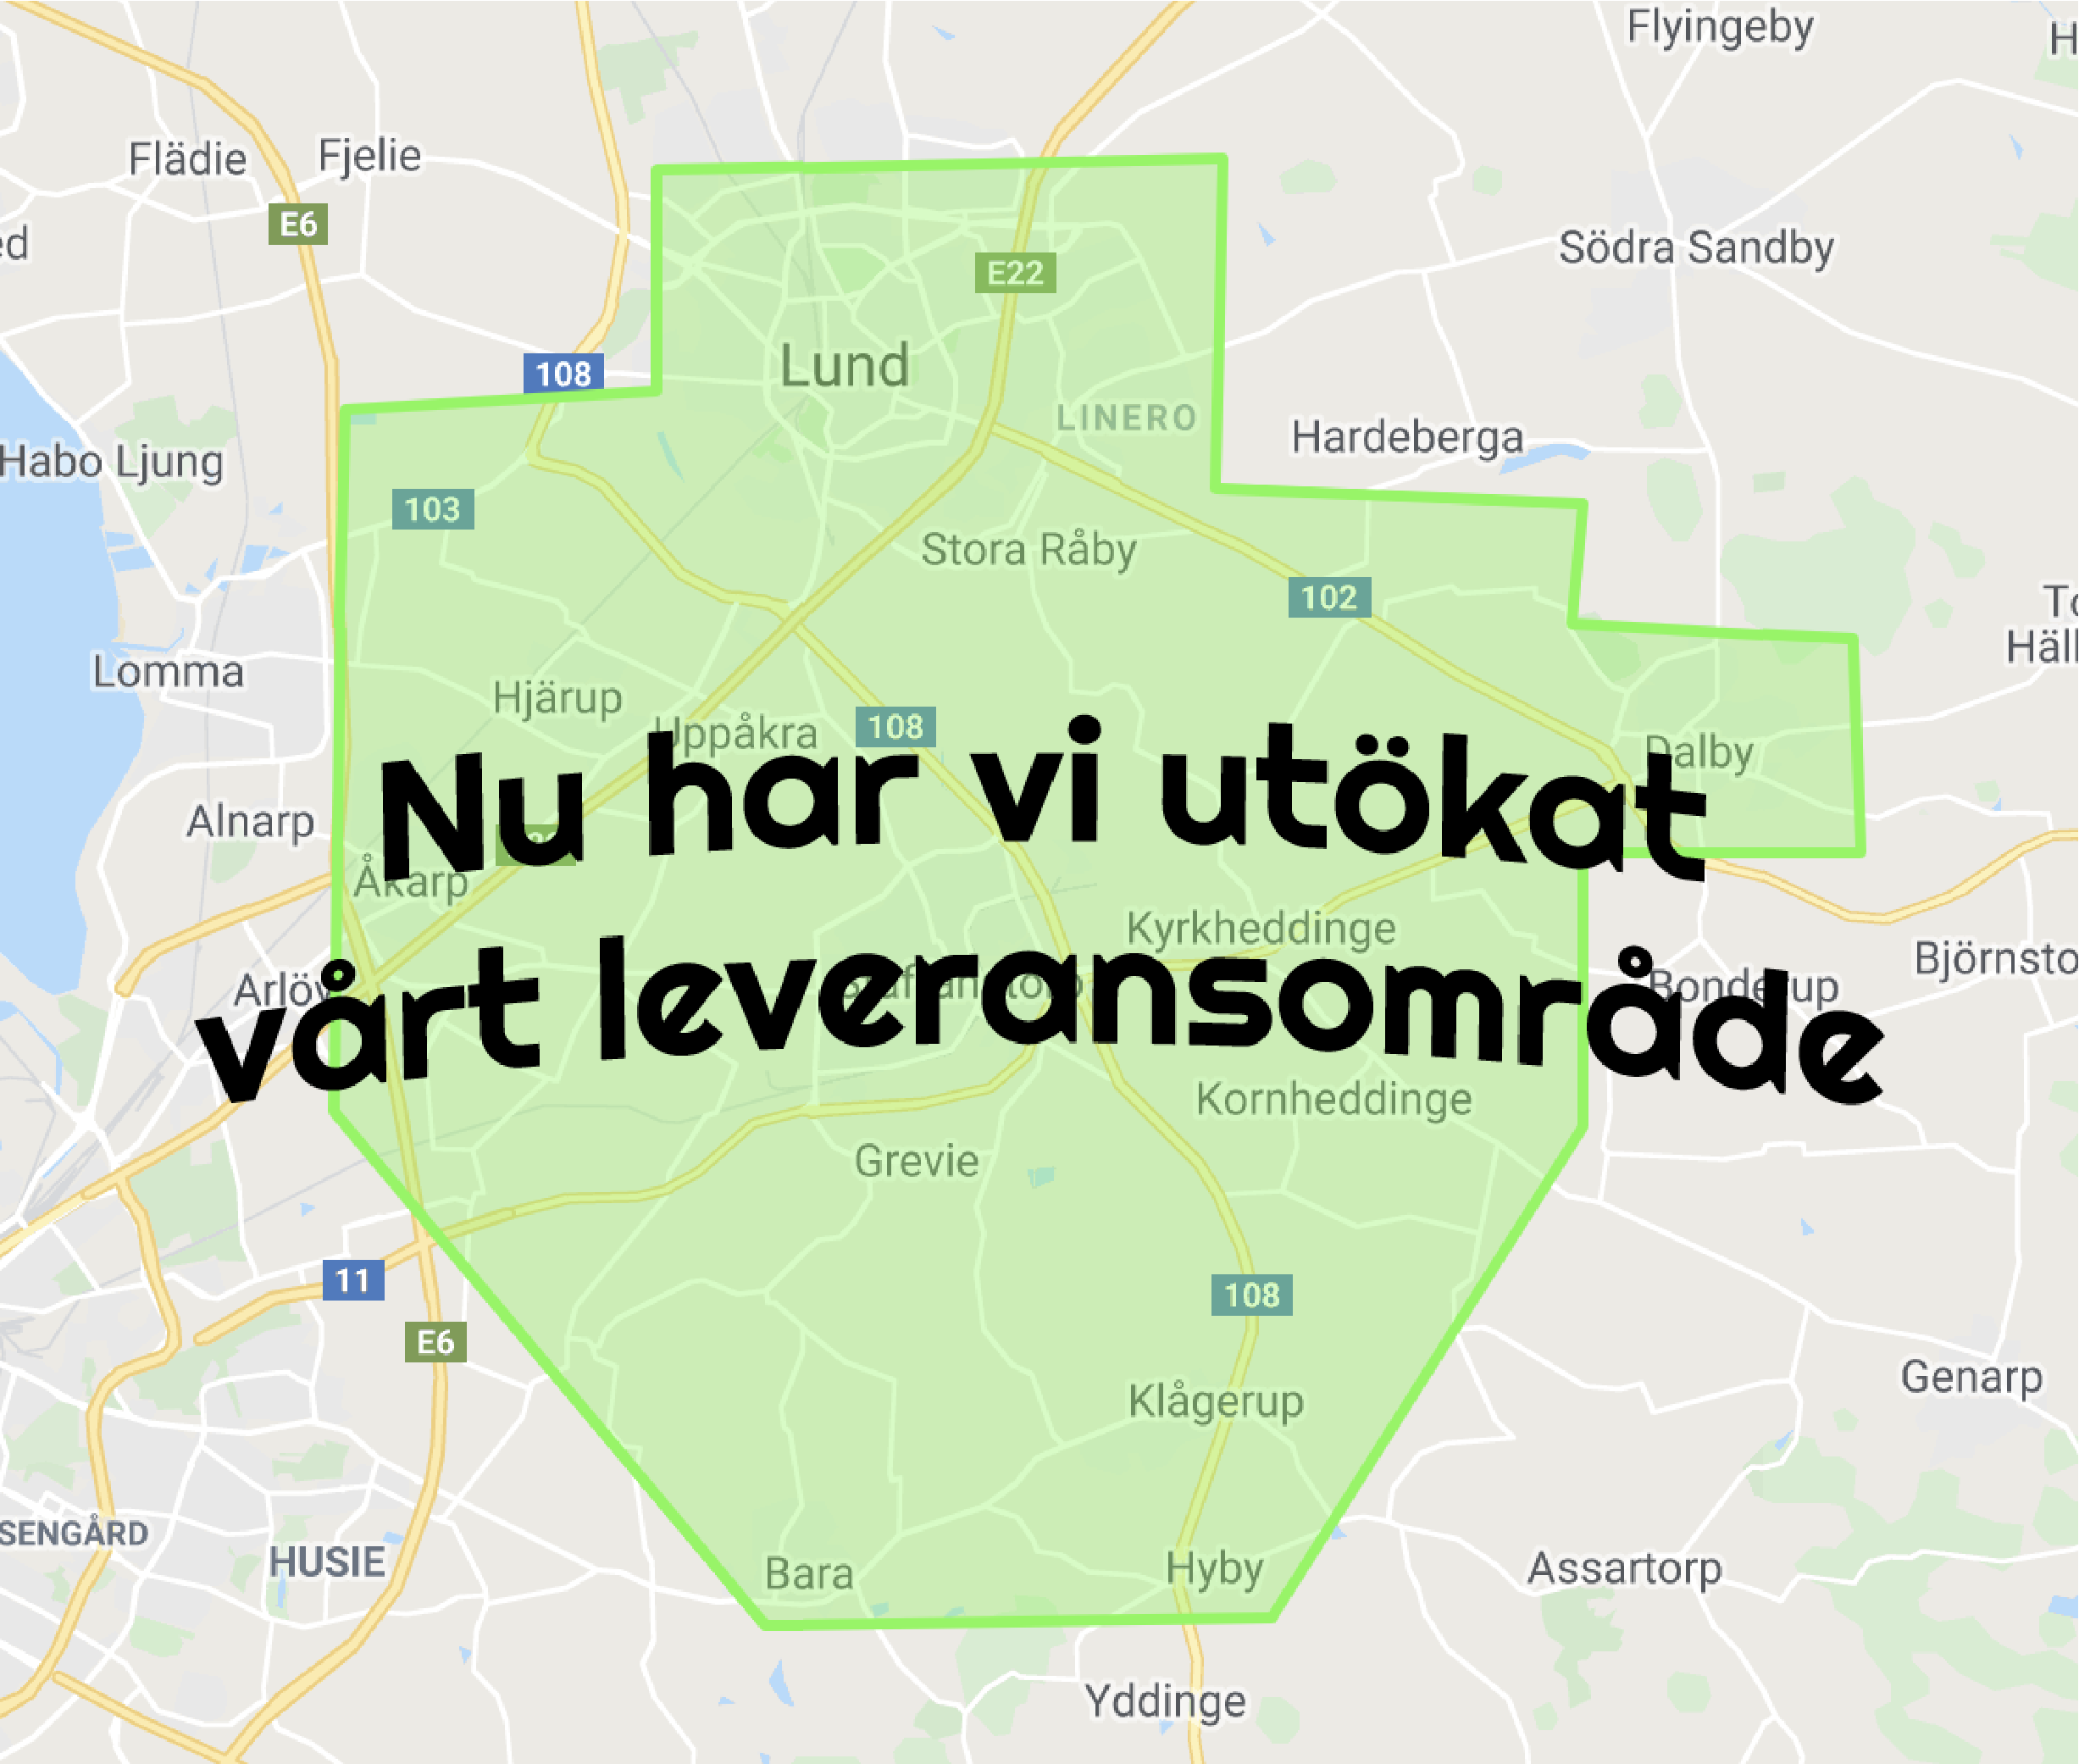 Flyingeby
H
Flädie
Fjelie
E6
ed
Södra Sandby
E22
Lund
108
LINERO
Hardeberga
Habo Ljung
103
Stora Råby
102
To
Häll
Lomma
Hjärup
Uppåkra
108
Dalby
Nu har vi utökat
Alnarp
Åkarp
Kyrkheddinge
Björnsto
Arlöv
Bonderup
vårt leveransområde
Kornheddinge
Grevie
11
108
E6
Genarp
Klågerup
SENGÅRD
HUSIE
Bara
Hyby
Assartorp
Yddinge